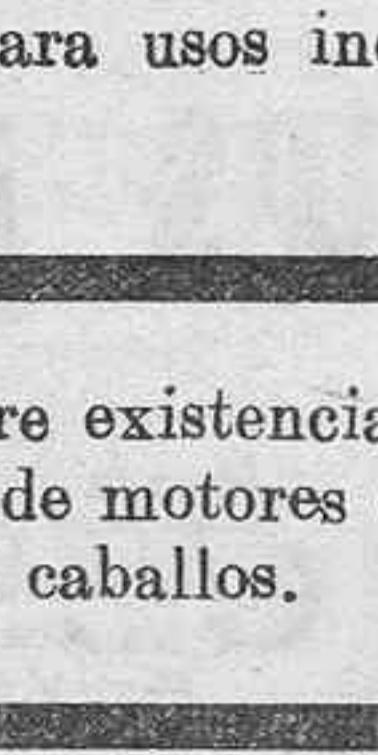 ara usos in
re existencia
de motores
caballos.